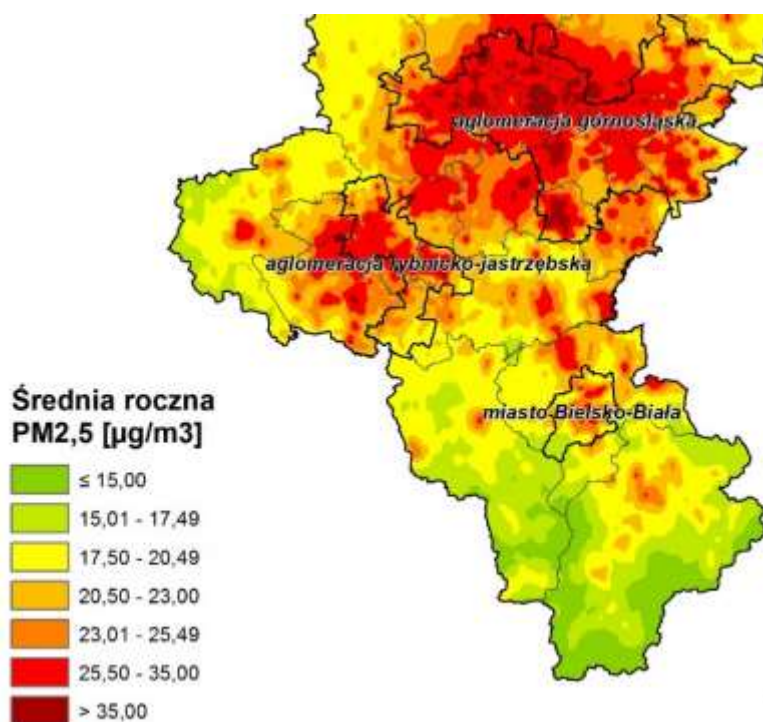 aglomeracja górnośląska
aglomeracja rybnicko-jastrzębska
miasto Bielsko-Biała
Średnia roczna
PM2,5 [µg/m3]
≤ 15,00
15,01 - 17,49
17,50 - 20,49
20,50 - 23,00
23,01 - 25,49
25,50 - 35,00
> 35,00